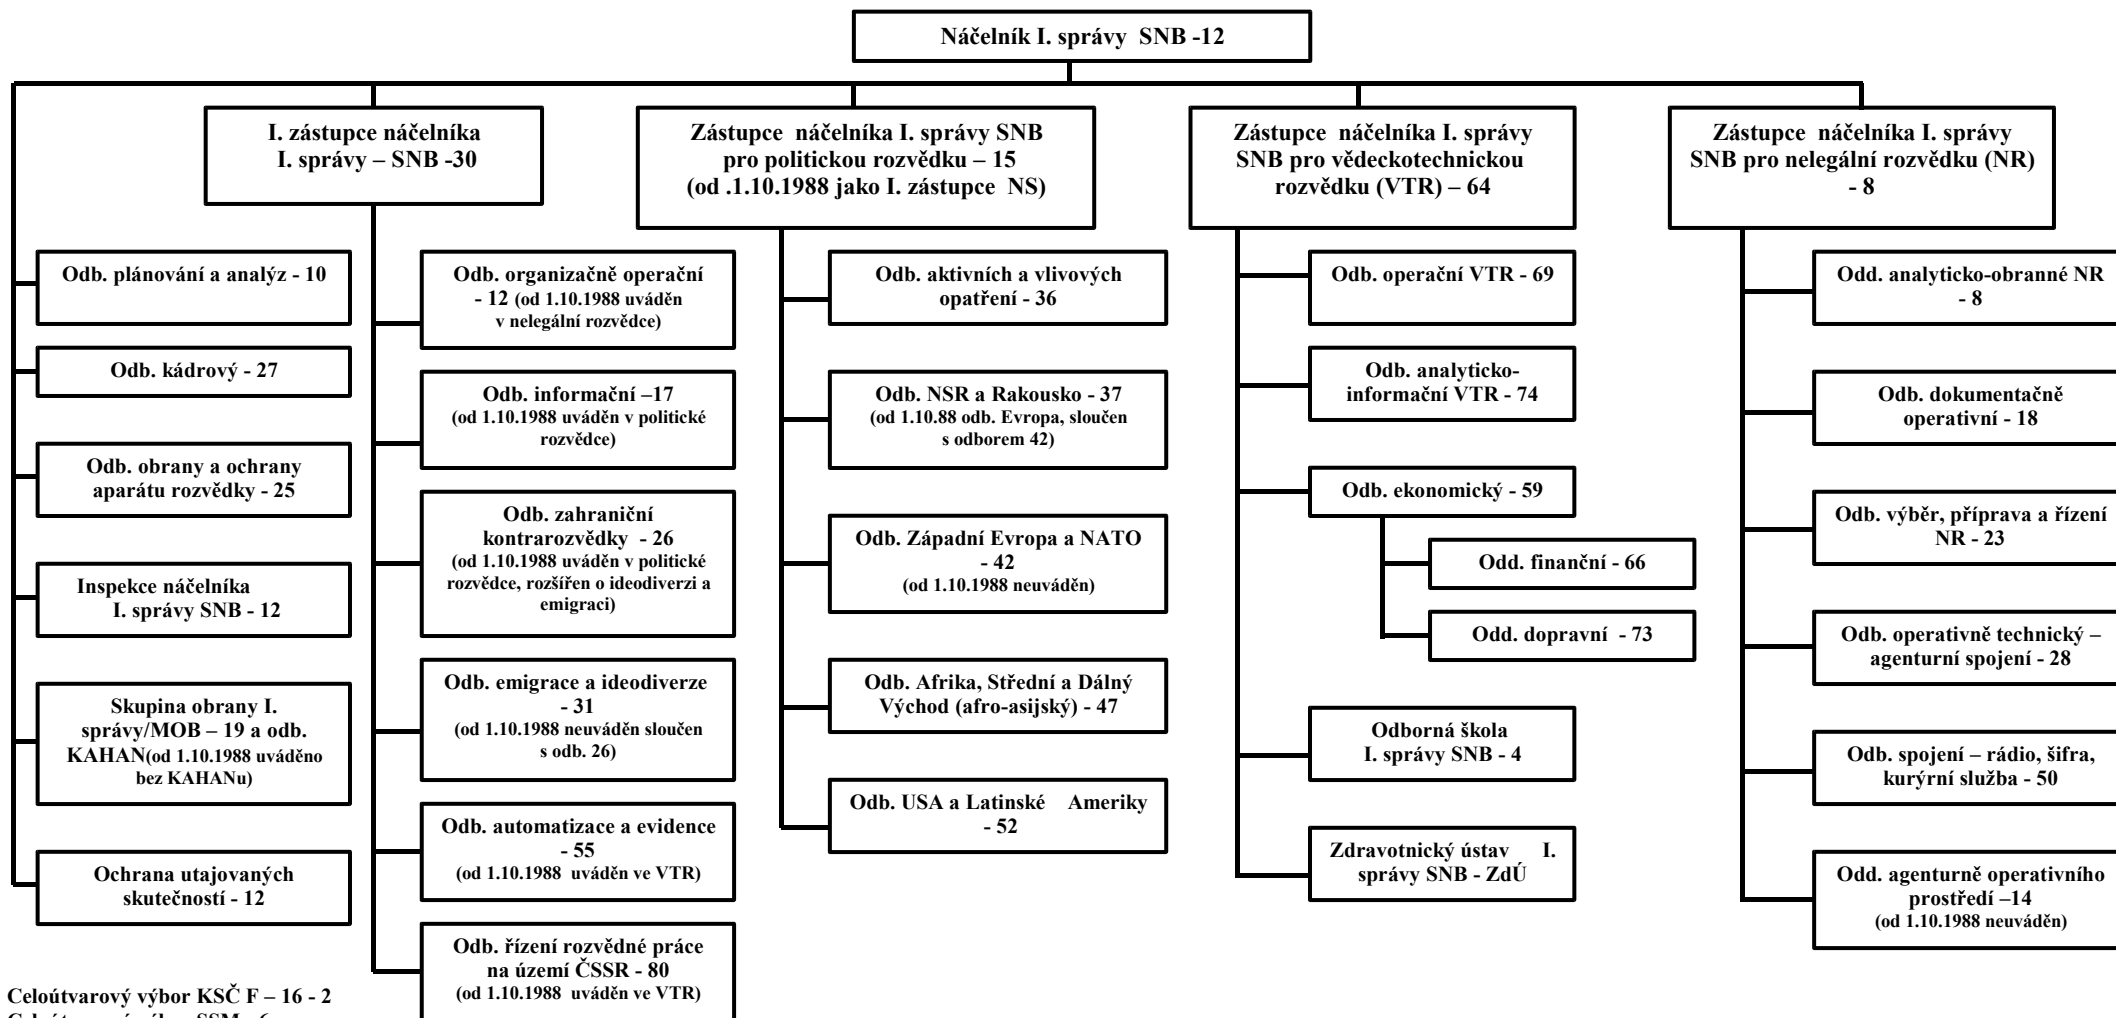 Náčelník I. správy SNB -12
I. zástupce náčelníka
I. správy – SNB -30
Zástupce náčelníka I. správy SNB
pro politickou rozvědku – 15
(od .1.10.1988 jako I. zástupce NS)
Zástupce náčelníka I. správy
SNB pro vědeckotechnickou
rozvědku (VTR) – 64
Zástupce náčelníka I. správy
SNB pro nelegální rozvědku (NR)
- 8
Odb. plánování a analýz - 10
Odb. kádrový - 27
Odb. obrany a ochrany
aparátu rozvědky - 25
Inspekce náčelníka
I. správy SNB - 12
Skupina obrany I.
správy/MOB – 19 a odb.
KAHAN(od 1.10.1988 uváděno
bez KAHANu)
Ochrana utajovaných
skutečností - 12
Odb. organizačně operační
- 12 (od 1.10.1988 uváděn
v nelegální rozvědce)
Odb. informační –17
(od 1.10.1988 uváděn v politické
rozvědce)
Odb. zahraniční
kontrarozvědky - 26
(od 1.10.1988 uváděn v politické
rozvědce, rozšířen o ideodiverzi a
emigraci)
Odb. emigrace a ideodiverze
- 31
(od 1.10.1988 neuváděn sloučen
s odb. 26)
Odb. automatizace a evidence
- 55
(od 1.10.1988 uváděn ve VTR)
Odb. řízení rozvědné práce
na území ČSSR - 80
(od 1.10.1988 uváděn ve VTR)
Odb. aktivních a vlivových
opatření - 36
Odb. NSR a Rakousko - 37
(od 1.10.88 odb. Evropa, sloučen
s odborem 42)
Odb. Západní Evropa a NATO
- 42
(od 1.10.1988 neuváděn)
Odb. Afrika, Střední a Dálný
Východ (afro-asijský) - 47
Odb. USA a Latinské Ameriky
- 52
Odb. operační VTR - 69
Odb. analyticko-
informační VTR - 74
Odb. ekonomický - 59
Odd. finanční - 66
Odd. dopravní - 73
Odborná škola
I. správy SNB - 4
Zdravotnický ústav I.
správy SNB - ZdÚ
Odd. analyticko-obranné NR
- 8
Odb. dokumentačně
operativní - 18
Odb. výběr, příprava a řízení
NR - 23
Odb. operativně technický –
agenturní spojení - 28
Odb. spojení – rádio, šifra,
kurýrní služba - 50
Odd. agenturně operativního
prostředí –14
(od 1.10.1988 neuváděn)
Celoútvarový výbor KSČ F – 16 - 2